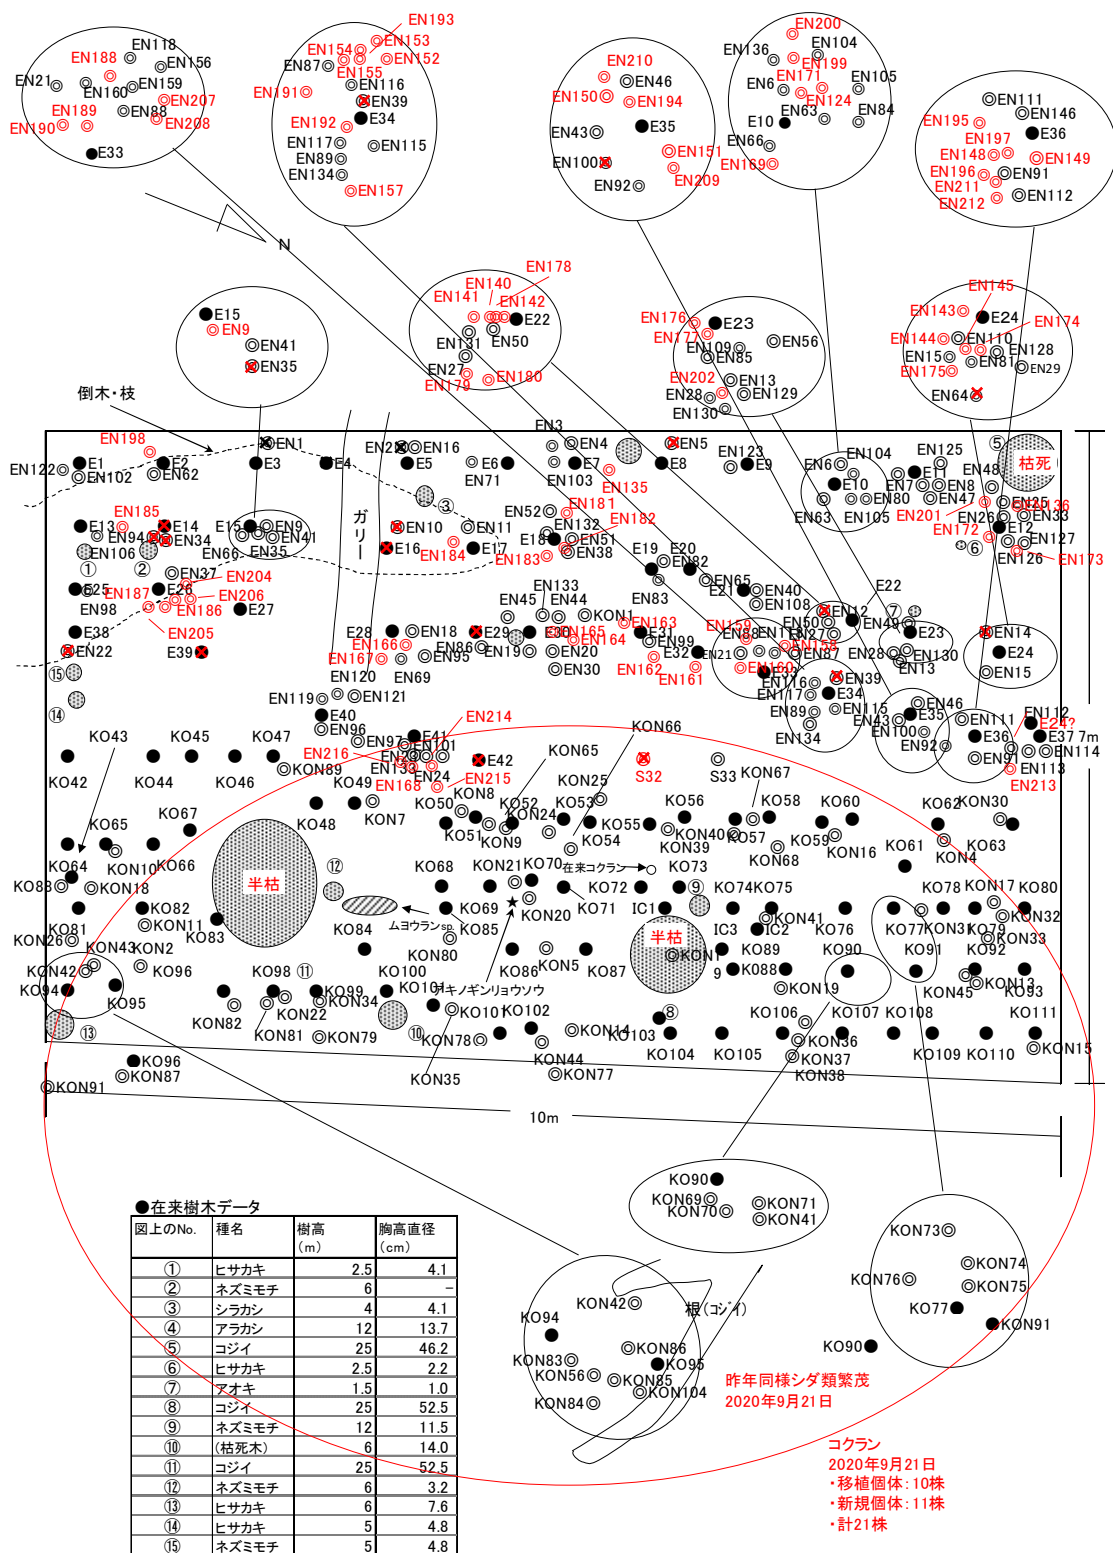 EN118
EN188
EN156
EN21
EN160
EN159
EN189
EN88
EN207
EN190
EN208
E33
EN193
EN154
EN153
EN87
EN152
EN155
EN191
EN116
EN39
EN192
E34
EN117
EN115
EN89
EN134
EN157
EN210
EN46
EN150
EN194
EN43
E35
EN100
EN151
EN92
EN209
EN200
EN136
EN104
EN199
EN6
EN171
EN105
EN124
EN63
E10
EN84
EN66
EN169
EN111
EN195
EN146
EN197
E36
EN148
EN149
EN196
EN91
EN211
EN112
EN212
N
E15
EN9
EN41
EN35
EN178
EN140
EN141
EN142
E22
EN131
EN50
EN27
EN179
EN180
EN176
E23
EN177
EN109
EN56
EN85
EN202
EN13
EN28
EN129
EN130
EN145
EN143
E24
EN174
EN144
EN110
EN15
EN128
EN81
EN29
EN175
EN64
倒木・枝
EN198
EN1
EN2
EN16
EN3
EN4
EN5
EN123
EN104
EN125
⑤
枯死
EN122
E1
E2
E3
E4
E5
E6
E7
E8
E9
EN6
E11
EN48
EN102
EN62
EN71
EN103
EN135
E10
EN7
EN8
EN25
EN136
EN185
③
EN181
EN63
EN80
EN47
EN201
E13
E14
E15
EN9
ガリー
EN10
EN11
EN52
EN132
EN182
EN105
EN26
EN33
EN94
EN34
EN66
EN35
EN41
EN184
E18
EN51
EN172
E12
EN106
E16
E17
EN183
EN38
E19
E20
⑥
EN127
EN126
EN173
①
②
EN37
EN82
EN204
EN133
EN83
EN65
E22
E25
E26
E21
EN40
EN98
EN187
EN206
EN186
E27
EN45
EN44
KON1
EN108
EN12
⑦
EN205
EN163
EN159
EN50
EN49
E38
E28
EN18
E29
E30
EN165
EN164
E31
EN88
EN27
E23
EN14
EN22
E39
EN166
EN86
EN99
EN158
EN28
EN130
E24
EN167
EN95
EN19
EN20
E32
EN21
EN87
EN13
⑮
EN69
EN30
EN162
EN161
E33
EN160
EN15
EN120
EN116
EN39
⑭
EN119
EN121
EN117
E34
EN46
E40
EN214
EN89
EN115
E35
EN111
EN112
EN96
KON66
EN43
E24?
KO43
KO45
KO47
EN97
E41
KON65
EN134
EN100
E36
E37 7m
EN216
EN101
EN92
EN114
KO42
KO44
KO46
KON89
EN24
E42
KON25
S32
S33
KON67
EN91
EN113
EN168
EN215
EN213
KO49
KON8
KO52
KO53
KO56
KO58
KO60
KO62
KON30
KO67
KO50
KON24
KO65
KO48
KON7
KO51
KON9
KO54
KO55
KON40
KO57
KO59
KON39
KON16
KON4
KO63
KO64
KO66
KO68
KON21
KO70
在来コクラン
KO73
KON68
KO61
KON10
⑫
KO88
KON18
半枯
KO72
⑨
KO74
KO75
KO78
KON17
KO80
KO82
KO69
KON20
KO71
IC1
KON41
KO77
KO81
KON11
KO83
ムヨウランsp.
KO85
半枯
IC3
IC2
KO76
KON31
KO79
KON32
KON26
KON43
KON2
KO84
KON80
KO86
KON5
KO87
KO89
KO90
KO91
KO92
KON33
KON42
KO96
KO98
⑪
KO100
KO88
KO94
KO95
KO99
KO101
アキノギンリョウソウ
KON19
KON45
KON13
KO93
KON82
KON22
KON34
KON101
KO102
⑧
KO106
KO107
KO108
KO111
⑬
KON81
KON79
⑩
KON78
KON14
KO103
KON36
KO96
KON35
KON44
KO104
KO105
KON37
KO109
KO110
KON15
KON91
KON87
KON77
KON38
10m
KO90
KON69
KON71
KON70
KON41
KON73
KON74
KON76
KON75
KO77
KON91
KO90
KON42
根(コジイ)
KO94
KON86
KON83
KO95
KON56
KON85
KON104
KON84
昨年同様シダ類繁茂
2020年9月21日
コクラン
2020年9月21日
・移植個体:10株
・新規個体:11株
・計21株
●在来樹木データ
図上のNo. 種名 樹高(m) 胸高直径(cm)
① ヒサカキ 2.5 4.1
② ネズミモチ 6 −
③ シラカシ 4 4.1
④ アラカシ 12 13.7
⑤ コジイ 25 46.2
⑥ ヒサカキ 2.5 2.2
⑦ アオキ 1.5 1.0
⑧ コジイ 25 52.5
⑨ ネズミモチ 12 11.5
⑩ (枯死木) 6 14.0
⑪ コジイ 25 52.5
⑫ ネズミモチ 6 3.2
⑬ ヒサカキ 6 7.6
⑭ ヒサカキ 5 4.8
⑮ ネズミモチ 5 4.8